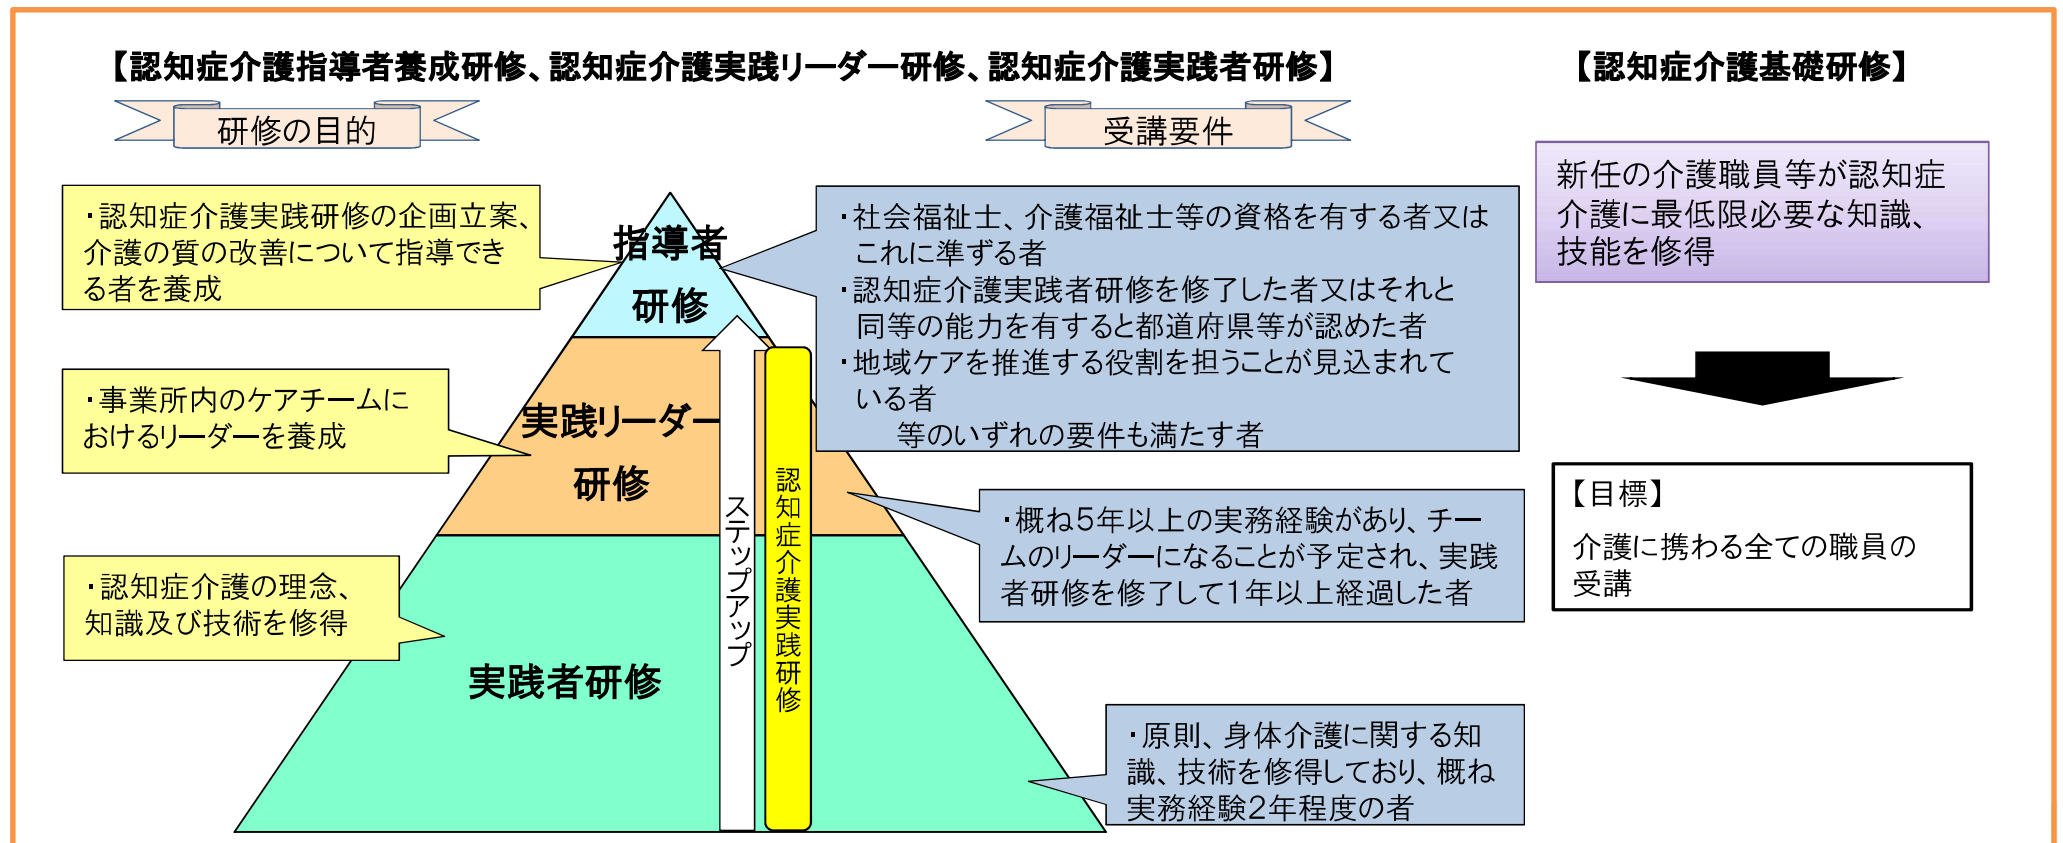 【認知症介護指導者養成研修、認知症介護実践リーダー研修、認知症介護実践者研修】
【認知症介護基礎研修】
研修の目的
受講要件
・認知症介護実践研修の企画立案、
介護の質の改善について指導でき
る者を養成
指導者
研修
・社会福祉士、介護福祉士等の資格を有する者又は
これに準ずる者
・認知症介護実践者研修を修了した者又はそれと
同等の能力を有すると都道府県等が認めた者
・地域ケアを推進する役割を担うことが見込まれて
いる者
等のいずれの要件も満たす者
新任の介護職員等が認知症
介護に最低限必要な知識、
技能を修得
・事業所内のケアチームに
おけるリーダーを養成
実践リーダー
研修
・概ね5年以上の実務経験があり、チー
ムのリーダーになることが予定され、実践
者研修を修了して1年以上経過した者
【目標】
介護に携わる全ての職員の
受講
・認知症介護の理念、
知識及び技術を修得
実践者研修
ステップアップ
認知症介護実践研修
・原則、身体介護に関する知
識、技術を修得しており、概ね
実務経験2年程度の者